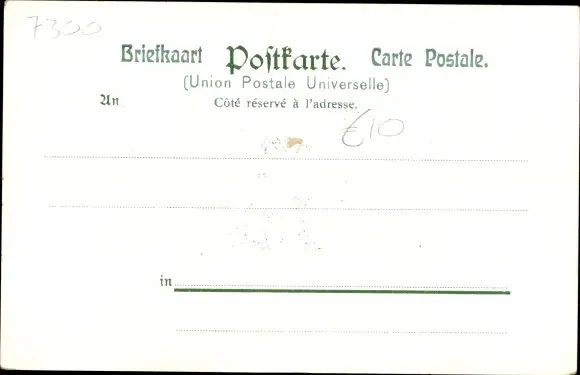 7300
Briefkaart Poſtkarte. Carte Postale.
(Union Postale Universelle)
An Côté réservé à l'adresse.
€10
in